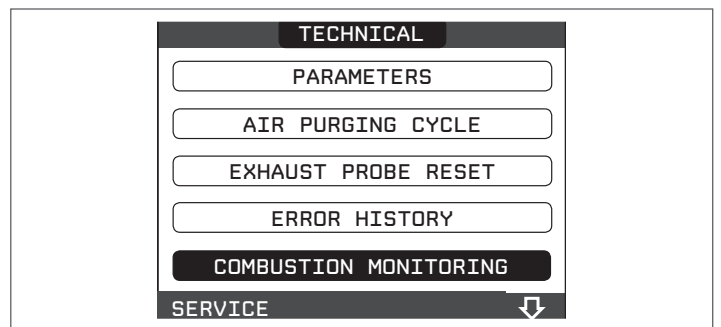 TECHNICAL
PARAMETERS
AIR PURGING CYCLE
EXHAUST PROBE RESET
ERROR HISTORY
COMBUSTION MONITORING
SERVICE